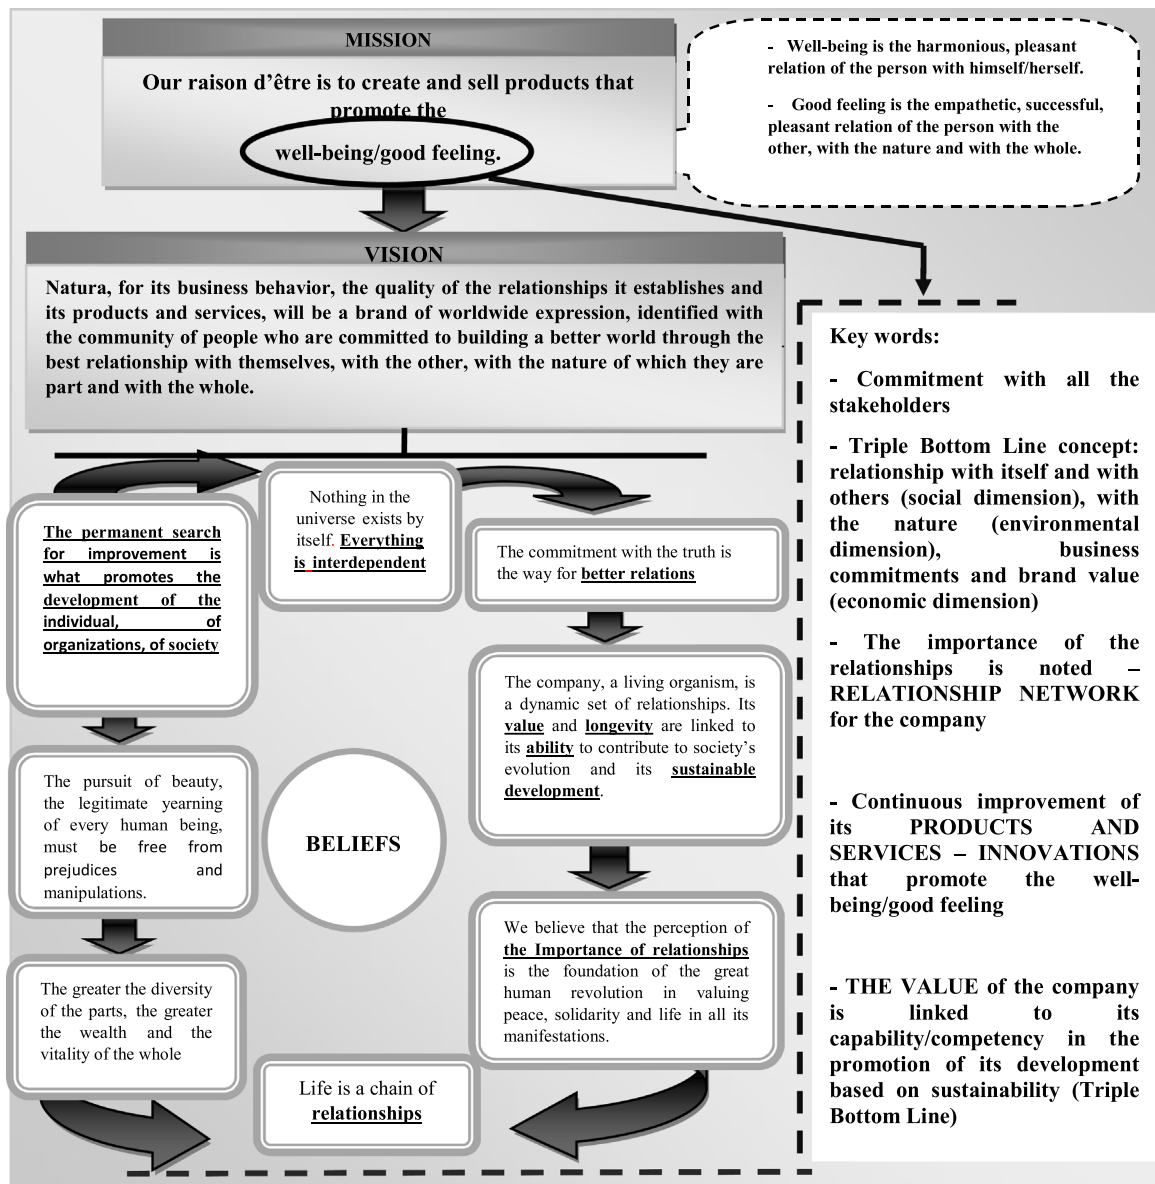 MISSION
Our raison d’être is to create and sell products that
promote the
well-being/good feeling.
- Well-being is the harmonious, pleasant
relation of the person with himself/herself.
- Good feeling is the empathetic, successful,
pleasant relation of the person with the
other, with the nature and with the whole.
VISION
Natura, for its business behavior, the quality of the relationships it establishes and
its products and services, will be a brand of worldwide expression, identified with
the community of people who are committed to building a better world through the
best relationship with themselves, with the other, with the nature of which they are
part and with the whole.
The permanent search
for improvement is
what promotes the
development of the
individual, of
organizations, of society
Nothing in the
universe exists by
itself. Everything
is interdependent
The commitment with the truth is
the way for better relations
The company, a living organism, is
a dynamic set of relationships. Its
value and longevity are linked to
its ability to contribute to society’s
evolution and its sustainable
development.
The pursuit of beauty,
the legitimate yearning
of every human being,
must be free from
prejudices and
manipulations.
BELIEFS
We believe that the perception of
the Importance of relationships
is the foundation of the great
human revolution in valuing
peace, solidarity and life in all its
manifestations.
The greater the diversity
of the parts, the greater
the wealth and the
vitality of the whole
Life is a chain of
relationships
Key words:
- Commitment with all the
stakeholders
- Triple Bottom Line concept:
relationship with itself and with
others (social dimension), with
the nature (environmental
dimension), business
commitments and brand value
(economic dimension)
- The importance of the
relationships is noted –
RELATIONSHIP NETWORK
for the company
- Continuous improvement of
its PRODUCTS AND
SERVICES – INNOVATIONS
that promote the well-
being/good feeling
- THE VALUE of the company
is linked to its
capability/competency in the
promotion of its development
based on sustainability (Triple
Bottom Line)